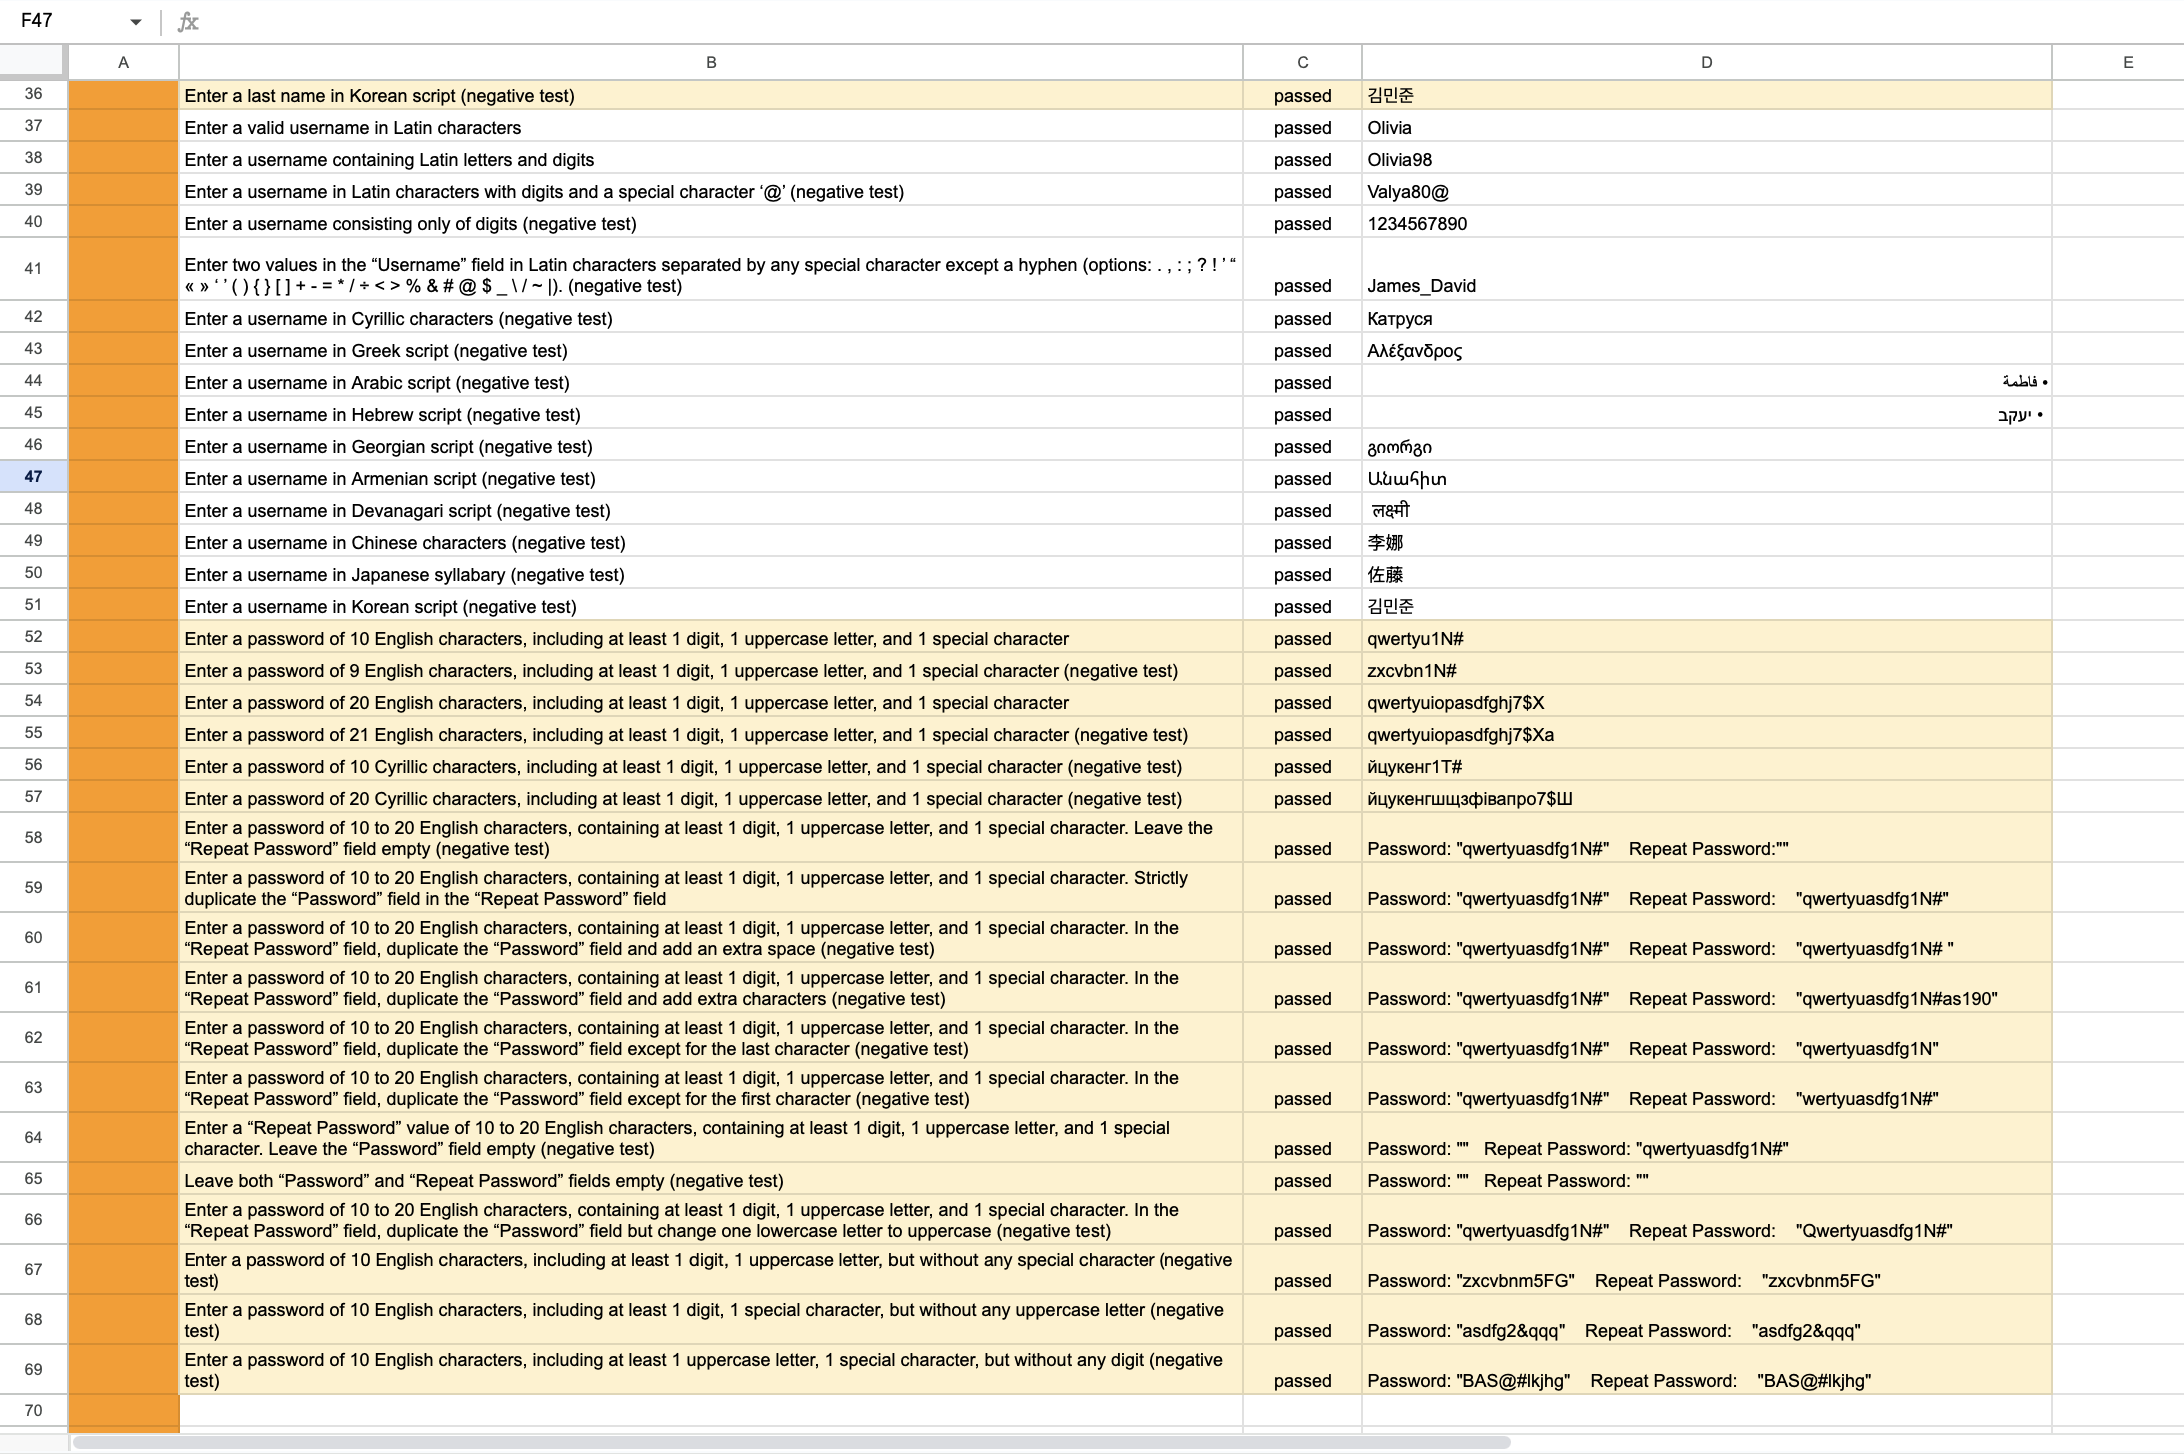 F47
fx
A B C D E
36 Enter a last name in Korean script (negative test) passed 김민준
37 Enter a valid username in Latin characters passed Olivia
38 Enter a username containing Latin letters and digits passed Olivia98
39 Enter a username in Latin characters with digits and a special character ‘@’ (negative test) passed Valya80@
40 Enter a username consisting only of digits (negative test) passed 1234567890
41 Enter two values in the “Username” field in Latin characters separated by any special character except a hyphen (options: . , : ; ? ! ’ “
« » ‘ ’ ( ) { } [ ] + - = * / ÷ < > % & # @ $ _ \ / ~ |). (negative test) passed James_David
42 Enter a username in Cyrillic characters (negative test) passed Катруся
43 Enter a username in Greek script (negative test) passed Αλέξανδρος
44 Enter a username in Arabic script (negative test) passed • فاطمة
45 Enter a username in Hebrew script (negative test) passed • יעקב
46 Enter a username in Georgian script (negative test) passed გიორგი
47 Enter a username in Armenian script (negative test) passed Անահիտ
48 Enter a username in Devanagari script (negative test) passed लक्ष्मी
49 Enter a username in Chinese characters (negative test) passed 李娜
50 Enter a username in Japanese syllabary (negative test) passed 佐藤
51 Enter a username in Korean script (negative test) passed 김민준
52 Enter a password of 10 English characters, including at least 1 digit, 1 uppercase letter, and 1 special character passed qwertyu1N#
53 Enter a password of 9 English characters, including at least 1 digit, 1 uppercase letter, and 1 special character (negative test) passed zxcvbn1N#
54 Enter a password of 20 English characters, including at least 1 digit, 1 uppercase letter, and 1 special character passed qwertyuiopasdfghj7$X
55 Enter a password of 21 English characters, including at least 1 digit, 1 uppercase letter, and 1 special character (negative test) passed qwertyuiopasdfghj7$Xa
56 Enter a password of 10 Cyrillic characters, including at least 1 digit, 1 uppercase letter, and 1 special character (negative test) passed йцукенг1Т#
57 Enter a password of 20 Cyrillic characters, including at least 1 digit, 1 uppercase letter, and 1 special character (negative test) passed йцукенгшщзфівапро7$Ш
58 Enter a password of 10 to 20 English characters, containing at least 1 digit, 1 uppercase letter, and 1 special character. Leave the
“Repeat Password” field empty (negative test) passed Password: "qwertyuasdfg1N#" Repeat Password:""
59 Enter a password of 10 to 20 English characters, containing at least 1 digit, 1 uppercase letter, and 1 special character. Strictly
duplicate the “Password” field in the “Repeat Password” field passed Password: "qwertyuasdfg1N#" Repeat Password: "qwertyuasdfg1N#"
60 Enter a password of 10 to 20 English characters, containing at least 1 digit, 1 uppercase letter, and 1 special character. In the
“Repeat Password” field, duplicate the “Password” field and add an extra space (negative test) passed Password: "qwertyuasdfg1N#" Repeat Password: "qwertyuasdfg1N# "
61 Enter a password of 10 to 20 English characters, containing at least 1 digit, 1 uppercase letter, and 1 special character. In the
“Repeat Password” field, duplicate the “Password” field and add extra characters (negative test) passed Password: "qwertyuasdfg1N#" Repeat Password: "qwertyuasdfg1N#as190"
62 Enter a password of 10 to 20 English characters, containing at least 1 digit, 1 uppercase letter, and 1 special character. In the
“Repeat Password” field, duplicate the “Password” field except for the last character (negative test) passed Password: "qwertyuasdfg1N#" Repeat Password: "qwertyuasdfg1N"
63 Enter a password of 10 to 20 English characters, containing at least 1 digit, 1 uppercase letter, and 1 special character. In the
“Repeat Password” field, duplicate the “Password” field except for the first character (negative test) passed Password: "qwertyuasdfg1N#" Repeat Password: "wertyuasdfg1N#"
64 Enter a “Repeat Password” value of 10 to 20 English characters, containing at least 1 digit, 1 uppercase letter, and 1 special
character. Leave the “Password” field empty (negative test) passed Password: "" Repeat Password: "qwertyuasdfg1N#"
65 Leave both “Password” and “Repeat Password” fields empty (negative test) passed Password: "" Repeat Password: ""
66 Enter a password of 10 to 20 English characters, containing at least 1 digit, 1 uppercase letter, and 1 special character. In the
“Repeat Password” field, duplicate the “Password” field but change one lowercase letter to uppercase (negative test) passed Password: "qwertyuasdfg1N#" Repeat Password: "Qwertyuasdfg1N#"
67 Enter a password of 10 English characters, including at least 1 digit, 1 uppercase letter, but without any special character (negative
test) passed Password: "zxcvbnm5FG" Repeat Password: "zxcvbnm5FG"
68 Enter a password of 10 English characters, including at least 1 digit, 1 special character, but without any uppercase letter (negative
test) passed Password: "asdfg2&qqq" Repeat Password: "asdfg2&qqq"
69 Enter a password of 10 English characters, including at least 1 uppercase letter, 1 special character, but without any digit (negative
test) passed Password: "BAS@#lkjhg" Repeat Password: "BAS@#lkjhg"
70